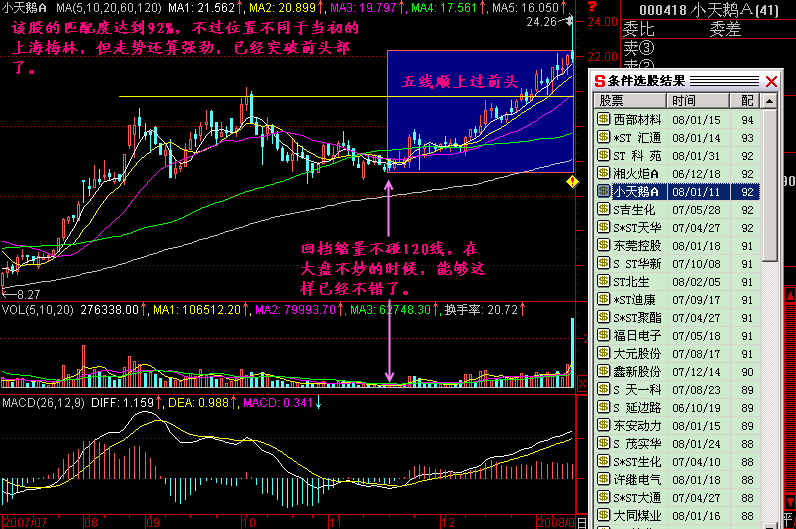 小天鹅A MA(5,10,20,60,120) MA1: 21.562↑, MA2: 20.899↑, MA3: 19.797↑, MA4: 17.561↑, MA5: 16.050↑,
24.26
24.00
22.00
该股的匹配度达到92%，不过位置不同于当初的
上海梅林，但走势还算强劲，已经突破前头部
了。
五线顺上过前头
回档缩量不碰120线，在
大盘不妙的时候，能够这
样已经不错了。
8.27
VOL(5,10,20) 276338.00↑, MA1: 106512.20↑, MA2: 79993.70↑, MA3: 62748.30↑, 换手率: 20.72↑
MACD(26,12,9) DIFF: 1.159↑, DEA: 0.988↑, MACD: 0.341↓
2007/07 08 09 10 11 12 2008/0 日
? 000418 小天鹅A(41)
委比 委差
卖③
卖②
90
S条件选股结果
股票 时间 配
西部材料 08/01/15 94
*ST 汇通 08/01/14 93
ST 科 苑 08/01/31 92
湘火炬A 06/12/18 92
小天鹅A 08/01/11 92
S吉生化 07/05/28 92
S*ST天华 07/04/27 92
东莞控股 08/01/18 91
S ST华新 07/10/08 91
ST北生 08/02/05 91
*ST迪康 07/09/17 91
S*ST聚酯 07/04/27 91
福日电子 07/05/18 91
大元股份 07/08/17 91
鑫新股份 07/12/14 90
S 天一科 07/08/23 89
S 延边路 06/10/19 89
东安动力 08/01/15 89
S 茂实华 08/01/24 88
S*ST生化 07/04/10 88
许继电气 08/01/18 88
S*ST大通 07/04/27 88
大同煤业 08/01/16 88